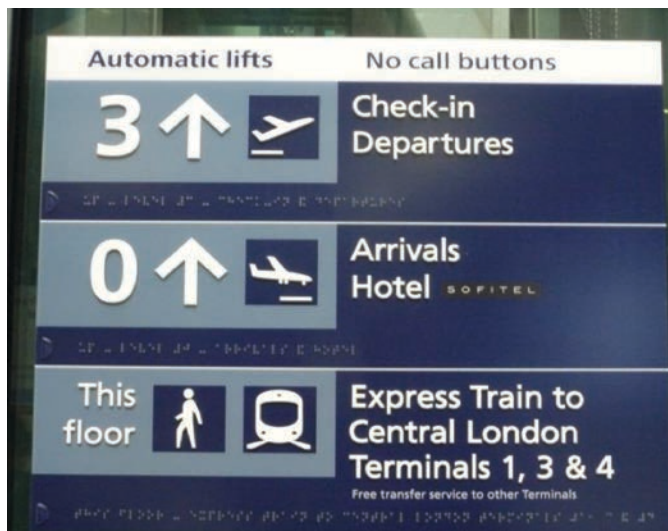 Automatic lifts No call buttons
3 Check-in
Departures
0 Arrivals
Hotel SOFITEL
This floor
Express Train to
Central London
Terminals 1, 3 & 4
Free transfer service to other Terminals